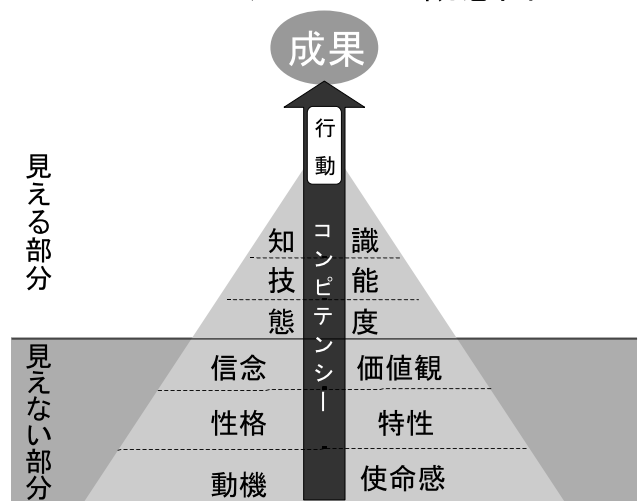 成果
行動
見える部分
コンピテンシー
知識
技能
態度
見えない部分
信念 価値観
性格 特性
動機 使命感